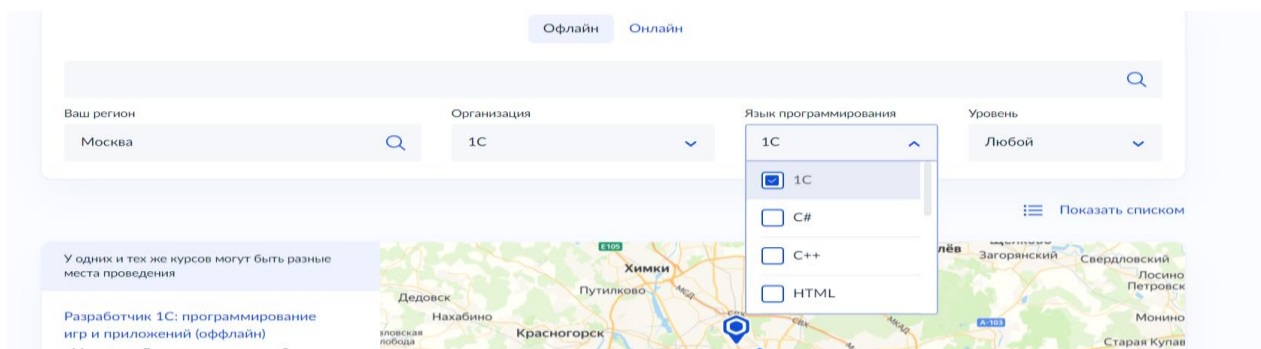 Офлайн Онлайн
Ваш регион Организация Язык программирования Уровень
Москва 1С 1С Любой
1С
C#
C++
HTML
Показать списком
У одних и тех же курсов могут быть разные
места проведения
Разработчик 1С: программирование
игр и приложений (оффлайн)
E105
Химки
Путилково
МКАД
Дедовск
Нахабино
Красногорск
Загорянский
Свердловский
Лосино
Петровск
А-103
Монино
Старая Купав